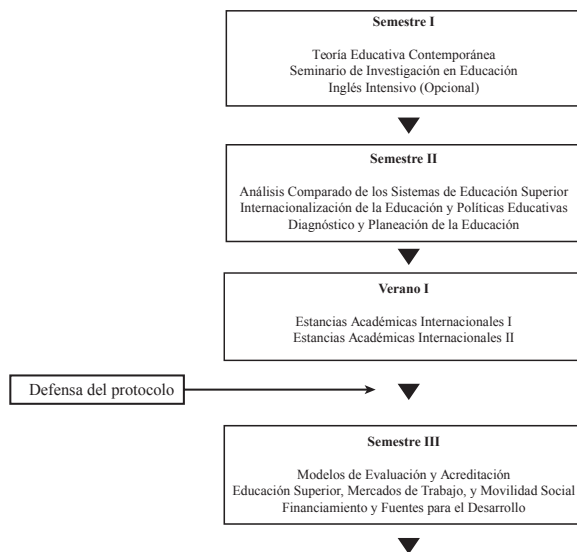 Semestre I
Teoría Educativa Contemporánea
Seminario de Investigación en Educación
Inglés Intensivo (Opcional)
Semestre II
Análisis Comparado de los Sistemas de Educación Superior
Internacionalización de la Educación y Políticas Educativas
Diagnóstico y Planeación de la Educación
Verano I
Estancias Académicas Internacionales I
Estancias Académicas Internacionales II
Defensa del protocolo
Semestre III
Modelos de Evaluación y Acreditación
Educación Superior, Mercados de Trabajo, y Movilidad Social
Financiamiento y Fuentes para el Desarrollo